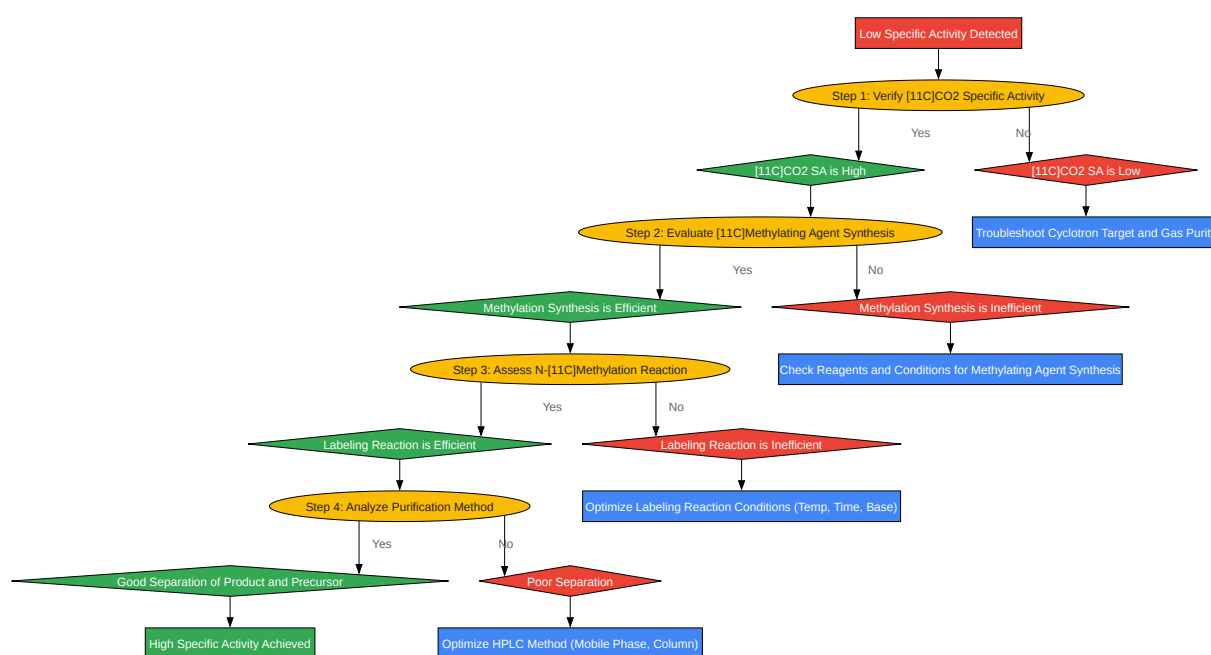 Low Specific Activity Detected
Step 1: Verify [11C]CO2 Specific Activity
Yes
No
[11C]CO2 SA is High
[11C]CO2 SA is Low
Step 2: Evaluate [11C]Methylating Agent Synthesis
Troubleshoot Cyclotron Target and Gas Purit
Yes
No
Methylation Synthesis is Efficient
Methylation Synthesis is Inefficient
Step 3: Assess N-[11C]Methylation Reaction
Check Reagents and Conditions for Methylating Agent Synthesis
Yes
No
Labeling Reaction is Efficient
Labeling Reaction is Inefficient
Step 4: Analyze Purification Method
Optimize Labeling Reaction Conditions (Temp, Time, Base)
Yes
No
Good Separation of Product and Precursor
Poor Separation
High Specific Activity Achieved
Optimize HPLC Method (Mobile Phase, Column)